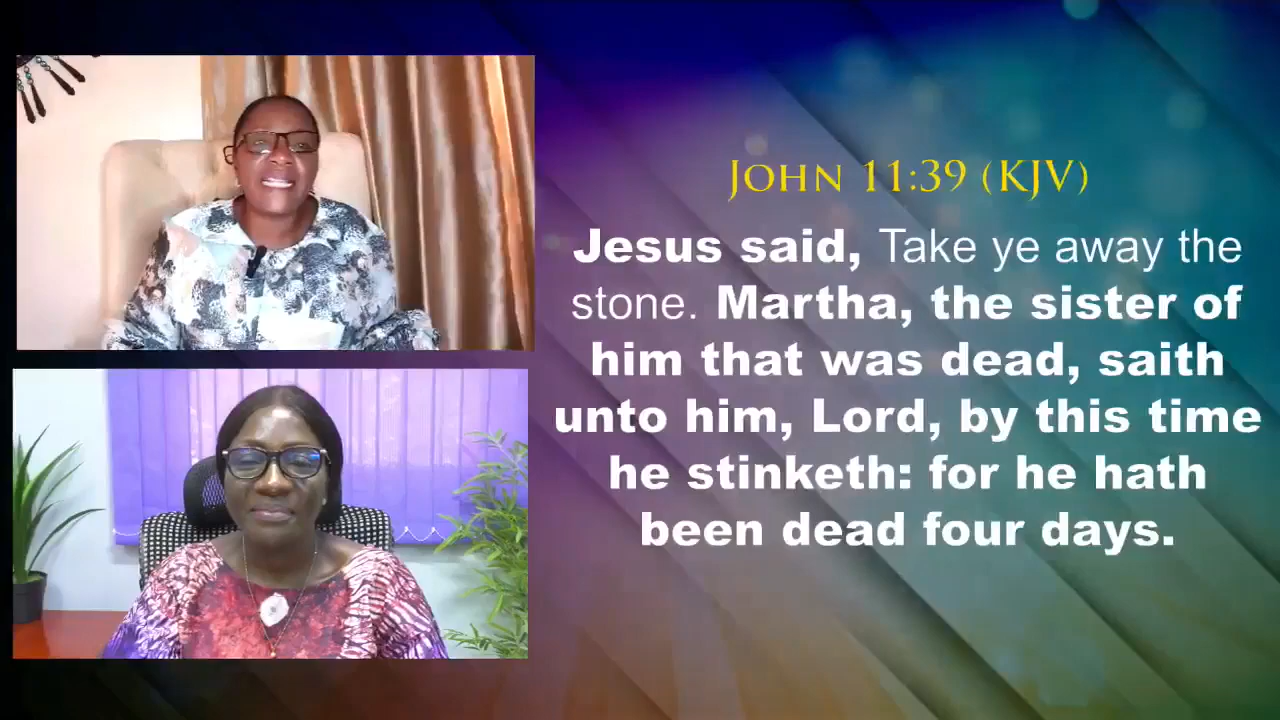 John 11:39 (KJV)
Jesus said, Take ye away the
stone. Martha, the sister of
him that was dead, saith
unto him, Lord, by this time
he stinketh: for he hath
been dead four days.